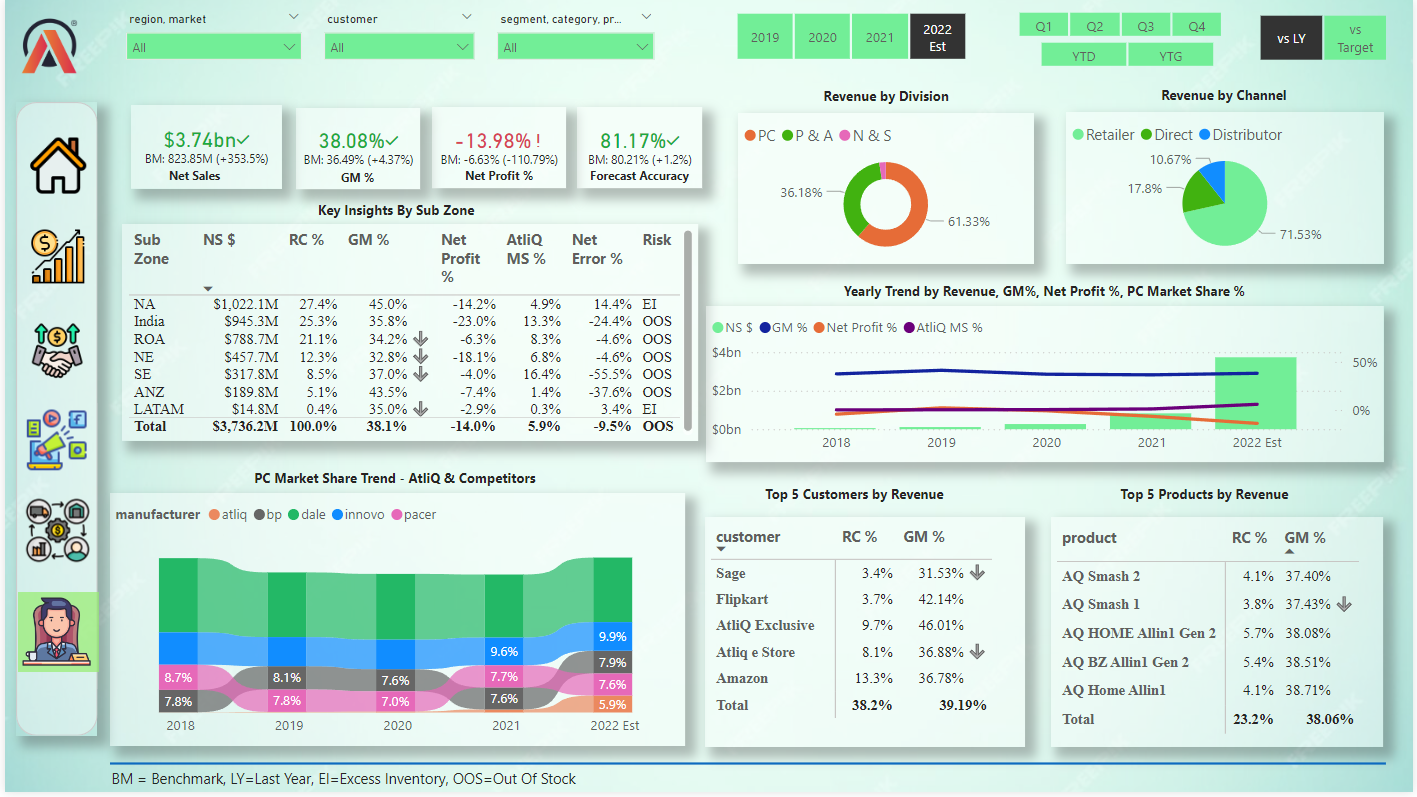 region, market
customer
segment, category, pr...
All
All
All
2019
2020
2021
2022
Est
Q1
Q2
Q3
Q4
YTD
YTG
vs LY
vs
Target
$3.74bn
BM: 823.85M (+353.5%)
Net Sales
38.08%
BM: 36.49% (+4.37%)
GM %
-13.98% !
BM: -6.63% (-110.79%)
Net Profit %
81.17%
BM: 80.21% (+1.2%)
Forecast Accuracy
Revenue by Division
PC P & A N & S
36.18%
61.33%
Revenue by Channel
Retailer Direct Distributor
10.67%
17.8%
71.53%
Key Insights By Sub Zone
Sub Zone NS $ RC % GM % Net Profit % AtliQ MS % Net Error % Risk
NA $1,022.1M 27.4% 45.0% -14.2% 4.9% 14.4% EI
India $945.3M 25.3% 35.8% -23.0% 13.3% -24.4% OOS
ROA $788.7M 21.1% 34.2% -6.3% 8.3% -4.6% OOS
NE $457.7M 12.3% 32.8% -18.1% 6.8% -4.6% OOS
SE $317.8M 8.5% 37.0% -4.0% 16.4% -55.5% OOS
ANZ $189.8M 5.1% 43.5% -7.4% 1.4% -37.6% OOS
LATAM $14.8M 0.4% 35.0% -2.9% 0.3% 3.4% EI
Total $3,736.2M 100.0% 38.1% -14.0% 5.9% -9.5% OOS
Yearly Trend by Revenue, GM%, Net Profit %, PC Market Share %
NS $ GM % Net Profit % AtliQ MS %
$4bn
$2bn
$0bn
50%
0%
2018 2019 2020 2021 2022 Est
PC Market Share Trend - AtliQ & Competitors
manufacturer atliq bp dale innovo pacer
8.7%
7.8%
8.1%
7.8%
7.6%
7.0%
9.6%
7.7%
7.6%
9.9%
7.9%
7.6%
5.9%
2018 2019 2020 2021 2022 Est
Top 5 Customers by Revenue
customer RC % GM %
Sage 3.4% 31.53%
Flipkart 3.7% 42.14%
AtliQ Exclusive 9.7% 46.01%
Atliq e Store 8.1% 36.88%
Amazon 13.3% 36.78%
Total 38.2% 39.19%
Top 5 Products by Revenue
product RC % GM %
AQ Smash 2 4.1% 37.40%
AQ Smash 1 3.8% 37.43%
AQ HOME Allin1 Gen 2 5.7% 38.08%
AQ BZ Allin1 Gen 2 5.4% 38.51%
AQ Home Allin1 4.1% 38.71%
Total 23.2% 38.06%
BM = Benchmark, LY=Last Year, EI=Excess Inventory, OOS=Out Of Stock